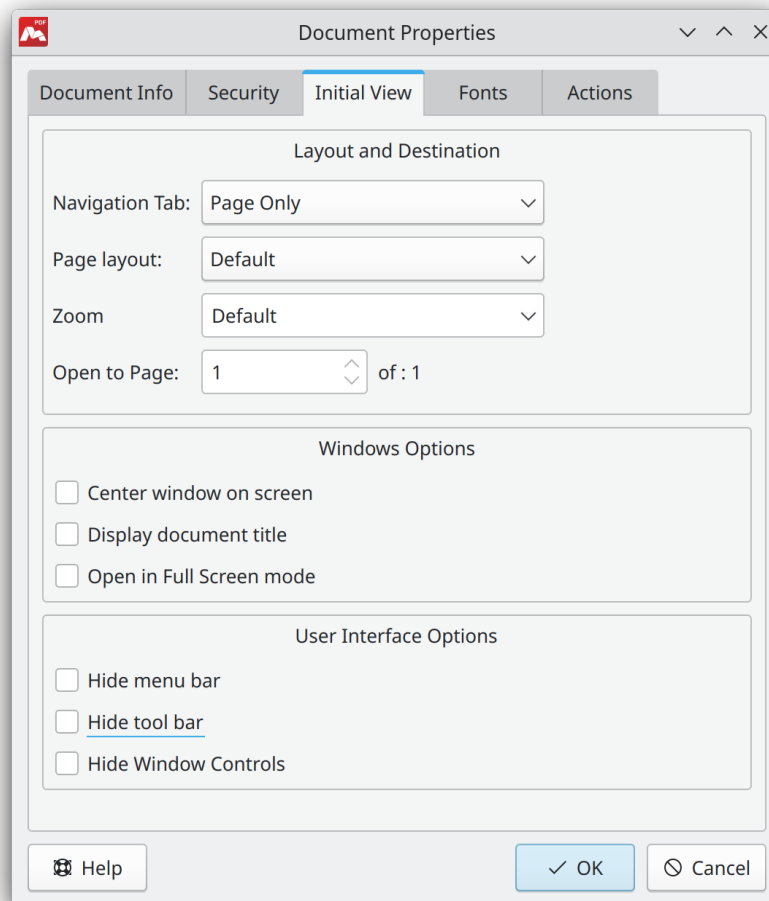 PDF
Document Properties
Document Info Security Initial View Fonts Actions
Layout and Destination
Navigation Tab: Page Only
Page layout: Default
Zoom Default
Open to Page: 1 of : 1
Windows Options
Center window on screen
Display document title
Open in Full Screen mode
User Interface Options
Hide menu bar
Hide tool bar
Hide Window Controls
Help OK Cancel